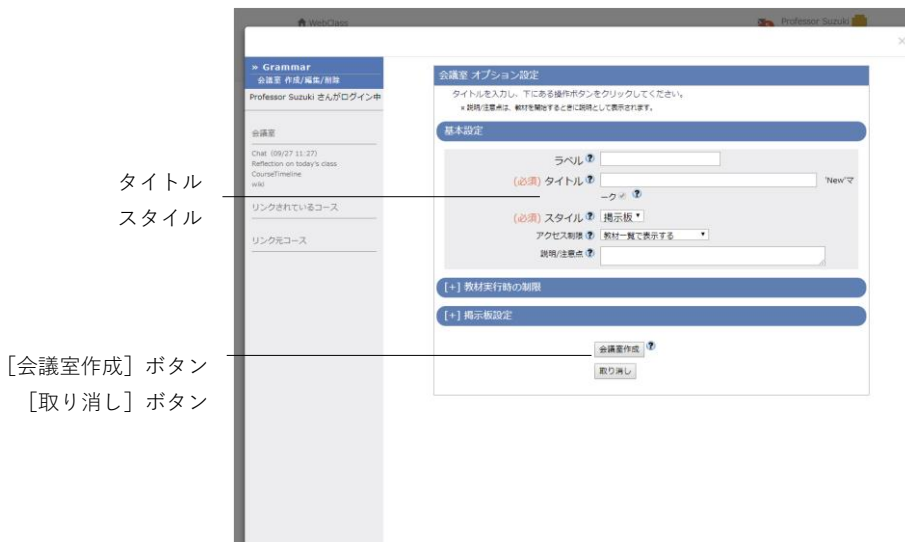 WebClass
Professor Suzuki
×
» Grammar
会議室 作成/編集/削除
Professor Suzuki さんがログイン中
会議室
Chat (09/27 11:27)
Reflection on today's class
CourseTimeline
wiki
リンクされているコース
リンク元コース
会議室 オプション設定
タイトルを入力し、下にある操作ボタンをクリックしてください。
※ 説明/注意点は、教材を開始するときに説明として表示されます。
基本設定
ラベル ?
(必須) タイトル ? 'New'マ
ーク ?
(必須) スタイル ? 掲示板
アクセス制限 ? 教材一覧で表示する
説明/注意点 ?
[+] 教材実行時の制限
[+] 掲示板設定
会議室作成 ?
取り消し
タイトル
スタイル
[会議室作成] ボタン
[取り消し] ボタン